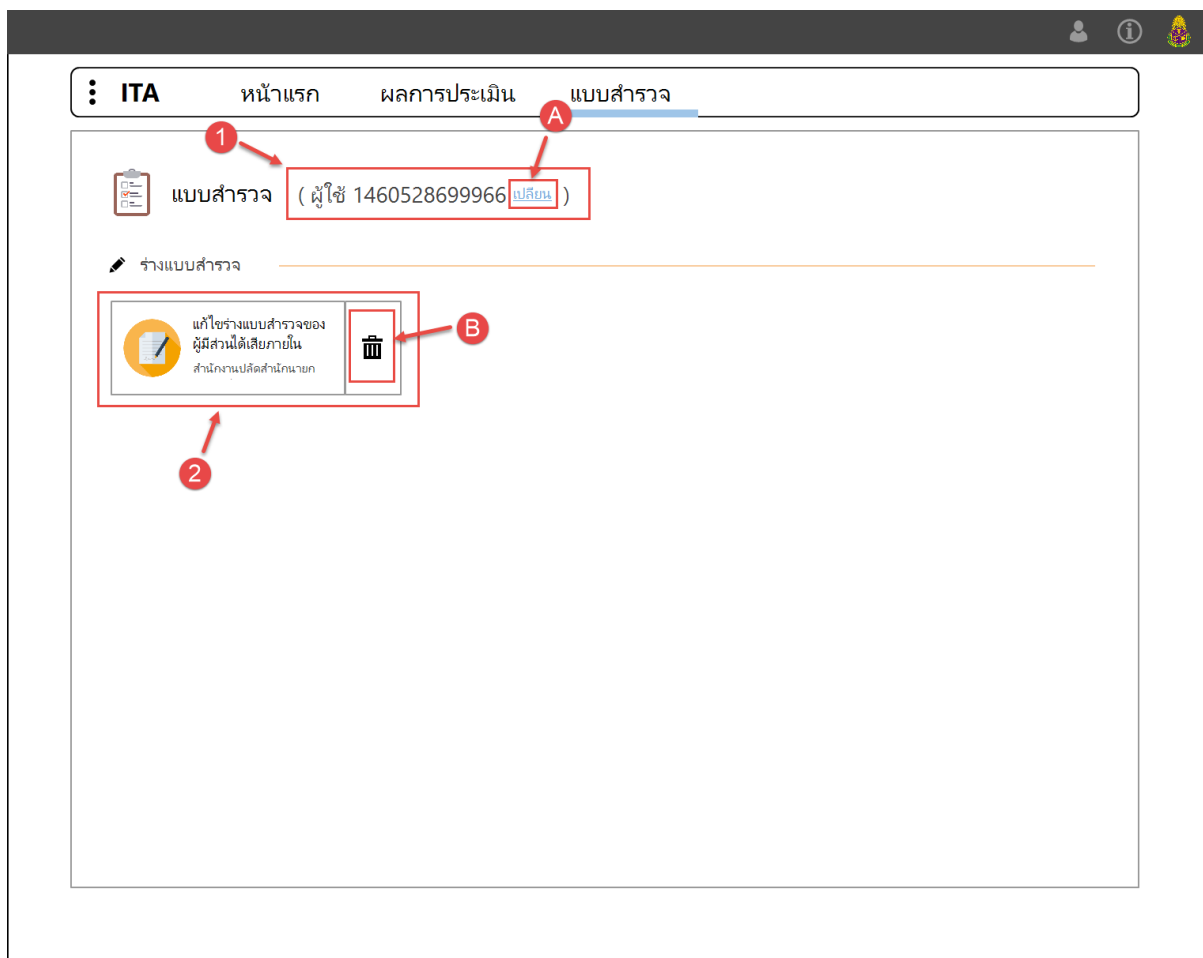 ITA หน้าแรก ผลการประเมิน แบบสำรวจ
A
1
แบบสำรวจ ( ผู้ใช้ 1460528699966 เปลี่ยน )
ร่างแบบสำรวจ
แก้ไขร่างแบบสำรวจของ
ผู้มีส่วนได้เสียภายใน
สำนักงานปลัดสำนักนายก
B
2